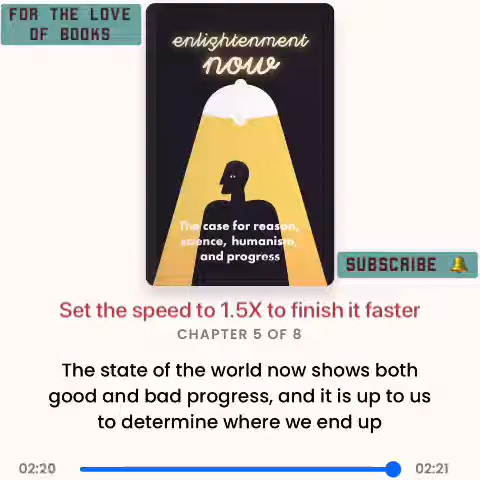 FOR THE LOVE
OF BOOKS
enlightenment
now
The case for reason,
science, humanism,
and progress
SUBSCRIBE
Set the speed to 1.5X to finish it faster
CHAPTER 5 OF 8
The state of the world now shows both
good and bad progress, and it is up to us
to determine where we end up
02:20
02:21